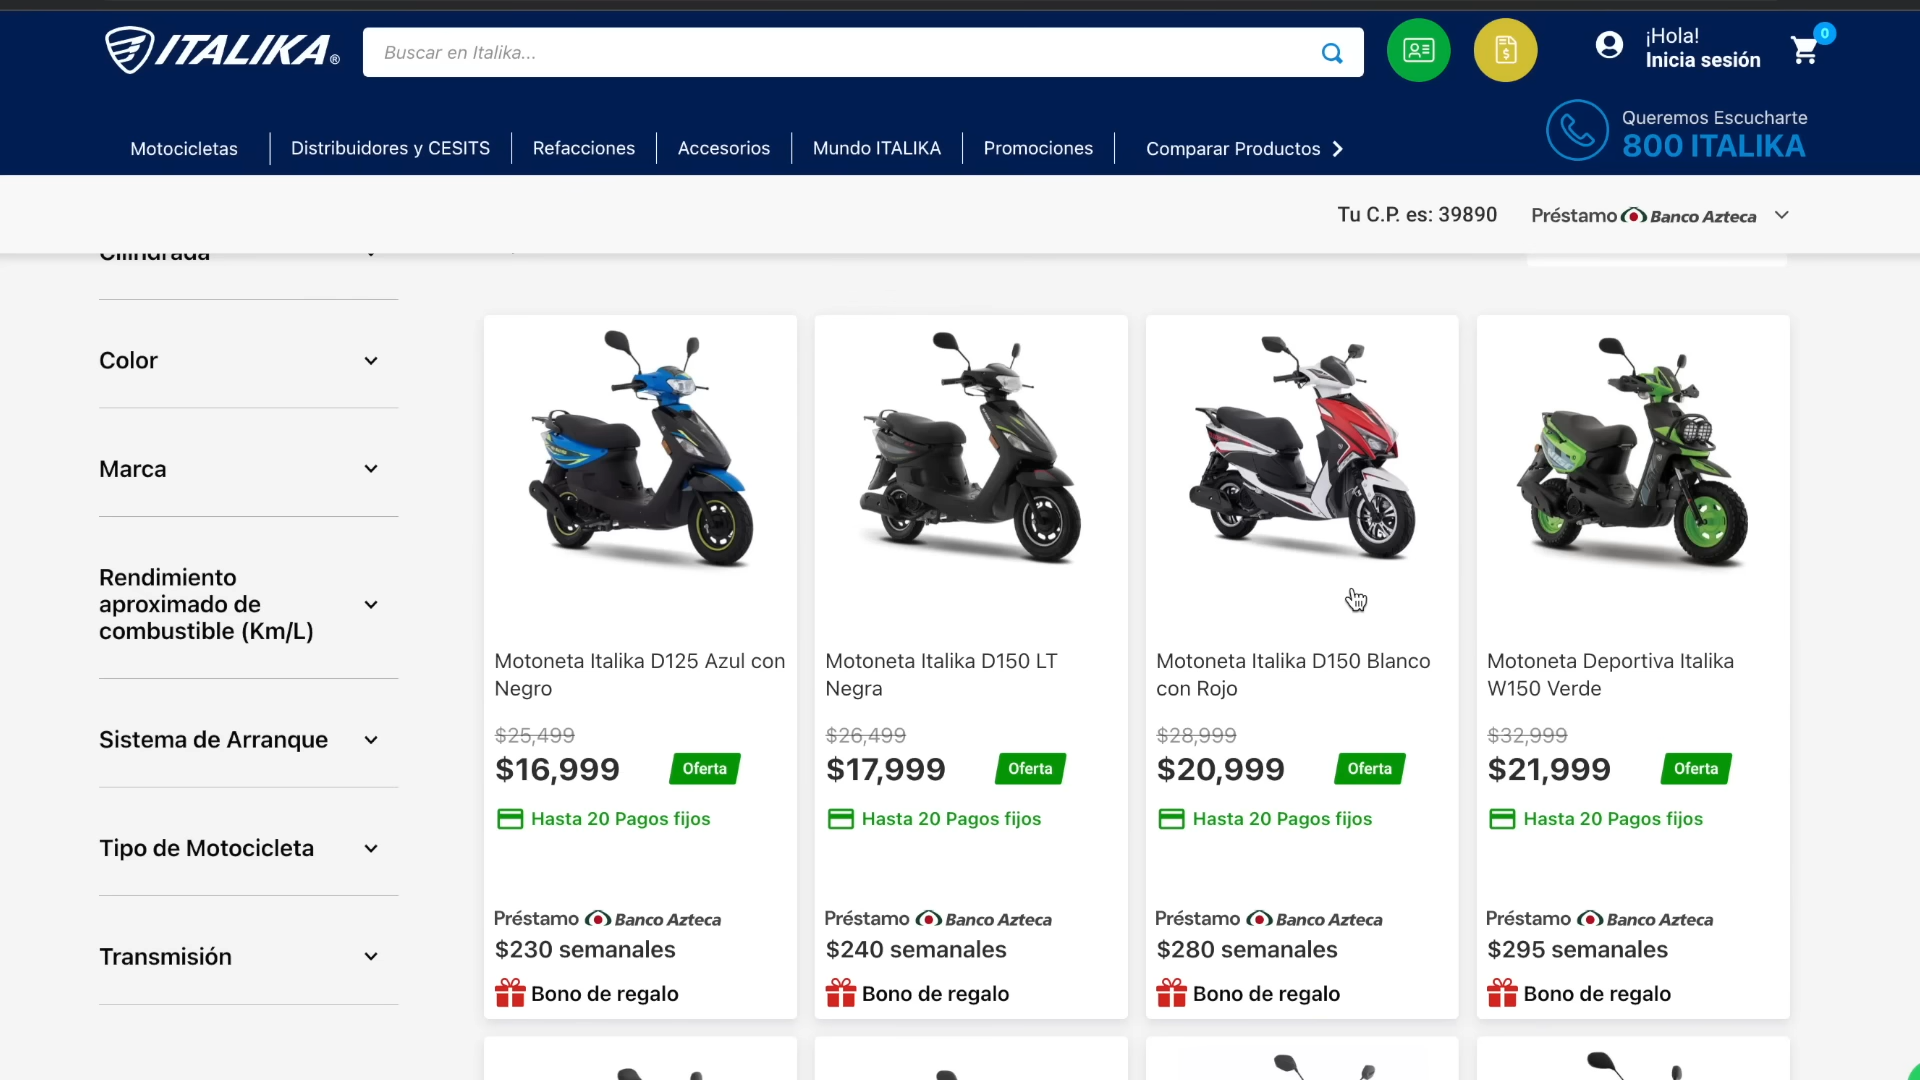 ITALIKA®
Buscar en Italika...
¡Hola!
Inicia sesión
0
Motocicletas
Distribuidores y CESITS
Refacciones
Accesorios
Mundo ITALIKA
Promociones
Comparar Productos
Queremos Escucharte
800 ITALIKA
Tu C.P. es: 39890
Préstamo Banco Azteca
Cilindrada
Color
Marca
Rendimiento
aproximado de
combustible (Km/L)
Sistema de Arranque
Tipo de Motocicleta
Transmisión
Motoneta Italika D125 Azul con
Negro
$25,499
$16,999
Oferta
Hasta 20 Pagos fijos
Préstamo Banco Azteca
$230 semanales
Bono de regalo
Motoneta Italika D150 LT
Negra
$26,499
$17,999
Oferta
Hasta 20 Pagos fijos
Préstamo Banco Azteca
$240 semanales
Bono de regalo
Motoneta Italika D150 Blanco
con Rojo
$28,999
$20,999
Oferta
Hasta 20 Pagos fijos
Préstamo Banco Azteca
$280 semanales
Bono de regalo
Motoneta Deportiva Italika
W150 Verde
$32,999
$21,999
Oferta
Hasta 20 Pagos fijos
Préstamo Banco Azteca
$295 semanales
Bono de regalo